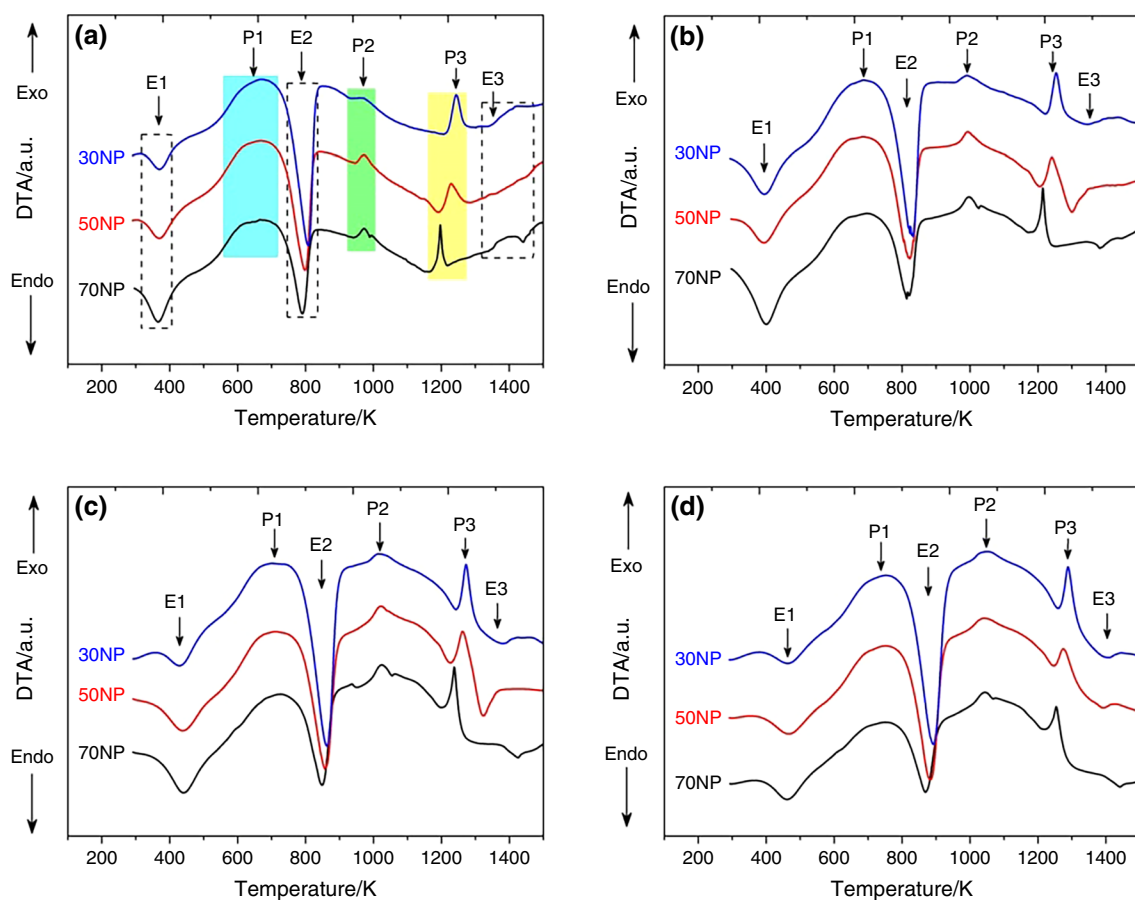 (a)
Exo
DTA/a.u.
Endo
E1
P1
E2
P2
P3
E3
30NP
50NP
70NP
200 400 600 800 1000 1200 1400
Temperature/K
(b)
Exo
DTA/a.u.
Endo
E1
P1
E2
P2
P3
E3
30NP
50NP
70NP
200 400 600 800 1000 1200 1400
Temperature/K
(c)
Exo
DTA/a.u.
Endo
E1
P1
E2
P2
P3
E3
30NP
50NP
70NP
200 400 600 800 1000 1200 1400
Temperature/K
(d)
Exo
DTA/a.u.
Endo
E1
P1
E2
P2
P3
E3
30NP
50NP
70NP
200 400 600 800 1000 1200 1400
Temperature/K